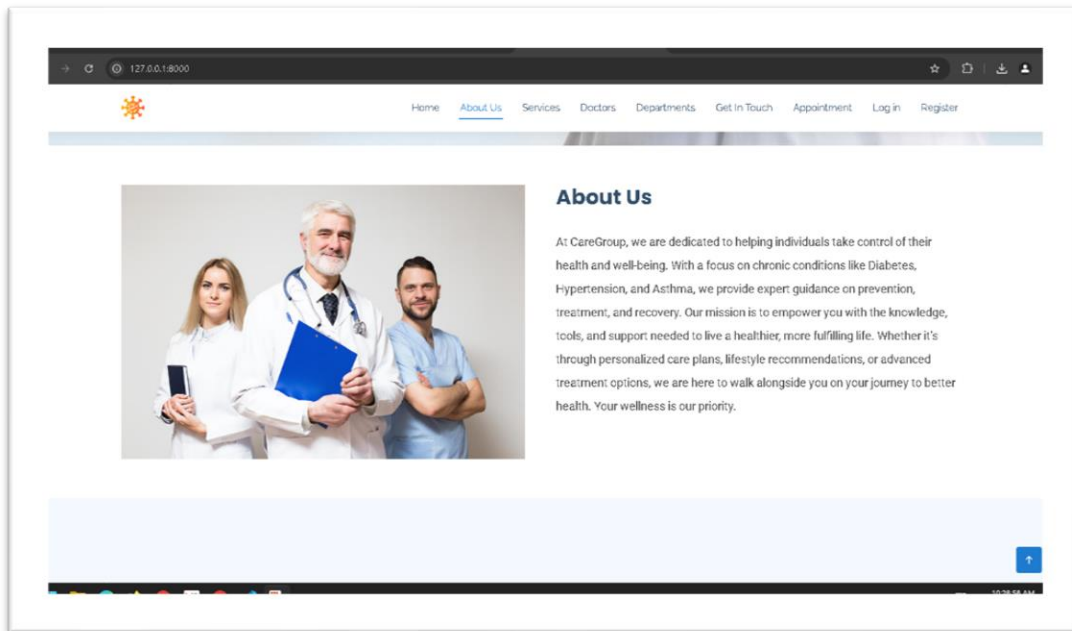 127.0.0.1:8000
Home About Us Services Doctors Departments Get In Touch Appointment Log in Register
About Us
At CareGroup, we are dedicated to helping individuals take control of their
health and well-being. With a focus on chronic conditions like Diabetes,
Hypertension, and Asthma, we provide expert guidance on prevention,
treatment, and recovery. Our mission is to empower you with the knowledge,
tools, and support needed to live a healthier, more fulfilling life. Whether it's
through personalized care plans, lifestyle recommendations, or advanced
treatment options, we are here to walk alongside you on your journey to better
health. Your wellness is our priority.